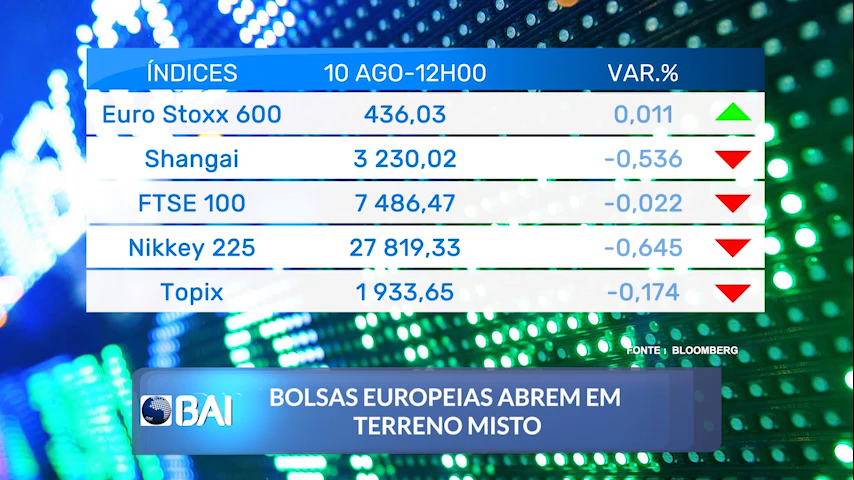 ÍNDICES 10 AGO-12H00 VAR.%
Euro Stoxx 600 436,03 0,011
Shangai 3 230,02 -0,536
FTSE 100 7 486,47 -0,022
Nikkey 225 27 819,33 -0,645
Topix 1 933,65 -0,174
FONTE : BLOOMBERG
BAI
BOLSAS EUROPEIAS ABREM EM
TERRENO MISTO